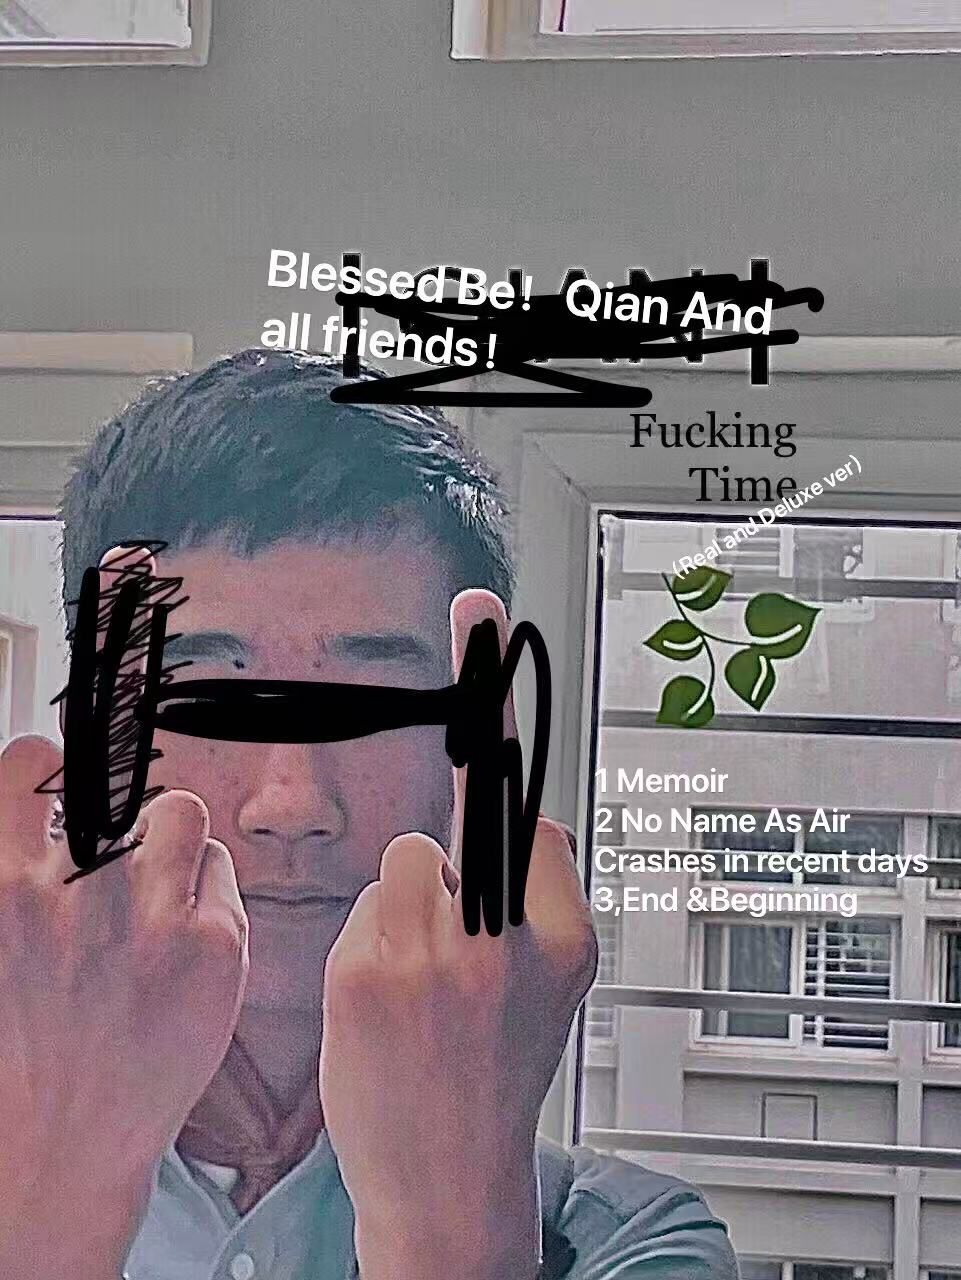 Blessed Be！ Qian And
all friends！
Fucking
Time
(Real and Deluxe ver)
1 Memoir
2 No Name As Air
Crashes in recent days
3,End &Beginning